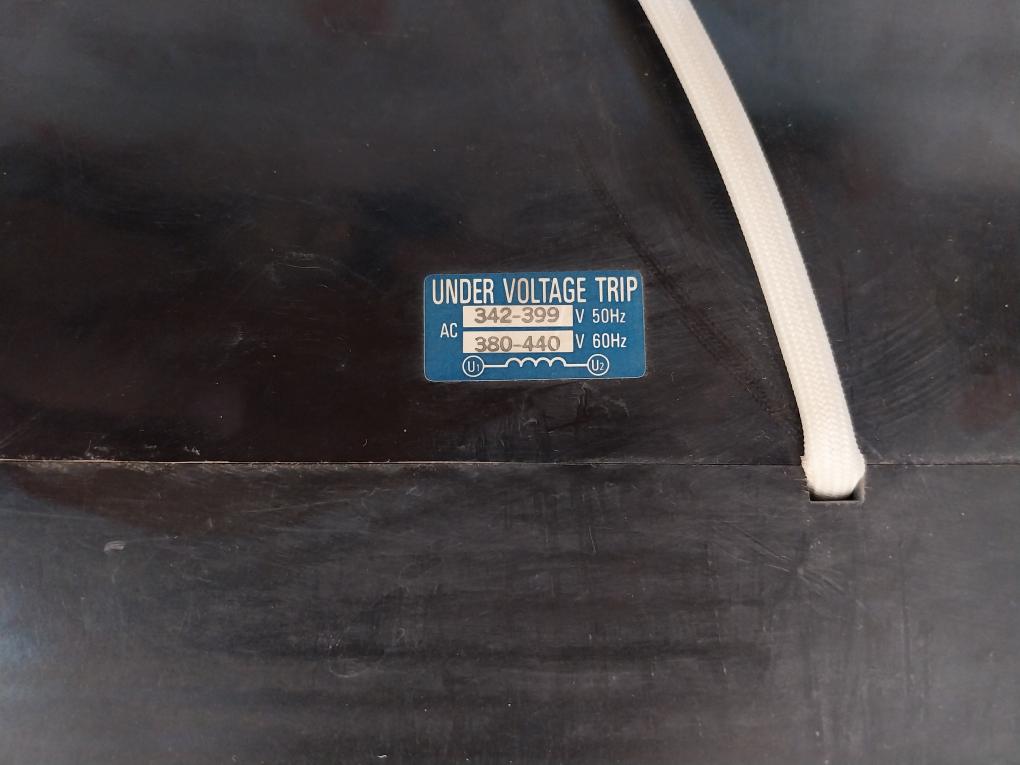 UNDER VOLTAGE TRIP
AC 342-399 V 50Hz
380-440 V 60Hz
U1 U2